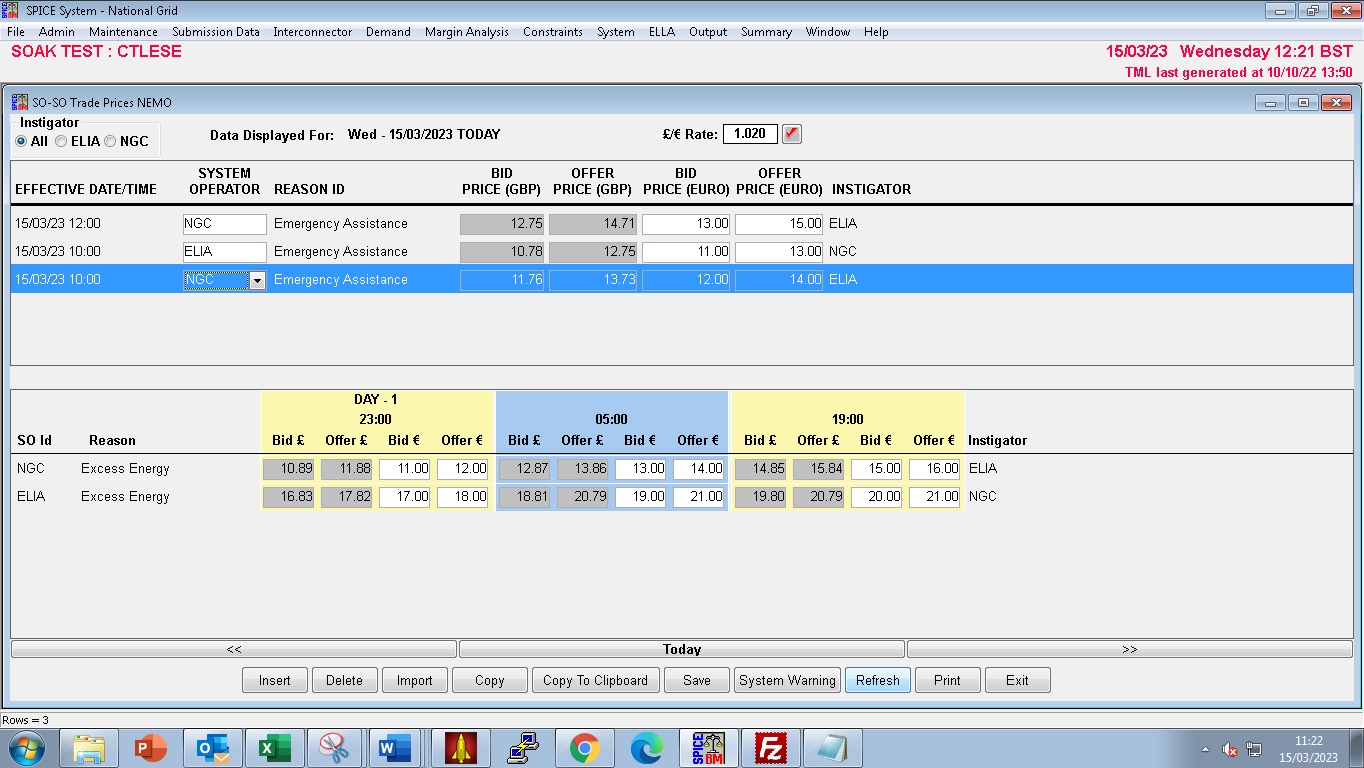 SPICE System - National Grid
File Admin Maintenance Submission Data Interconnector Demand Margin Analysis Constraints System ELLA Output Summary Window Help
SOAK TEST : CTLESE 15/03/23 Wednesday 12:21 BST
TML last generated at 10/10/22 13:50
SO-SO Trade Prices NEMO
Instigator
All ELIA NGC Data Displayed For: Wed - 15/03/2023 TODAY £/€ Rate: 1.020
SYSTEM BID OFFER BID OFFER
EFFECTIVE DATE/TIME OPERATOR REASON ID PRICE (GBP) PRICE (GBP) PRICE (EURO) PRICE (EURO) INSTIGATOR
15/03/23 12:00 NGC Emergency Assistance 12.75 14.71 13.00 15.00 ELIA
15/03/23 10:00 ELIA Emergency Assistance 10.78 12.75 11.00 13.00 NGC
15/03/23 10:00 NGC Emergency Assistance 11.76 13.73 12.00 14.00 ELIA
DAY - 1
23:00 05:00 19:00
SO Id Reason Bid £ Offer £ Bid € Offer € Bid £ Offer £ Bid € Offer € Bid £ Offer £ Bid € Offer € Instigator
NGC Excess Energy 10.89 11.88 11.00 12.00 12.87 13.86 13.00 14.00 14.85 15.84 15.00 16.00 ELIA
ELIA Excess Energy 16.83 17.82 17.00 18.00 18.81 20.79 19.00 21.00 19.80 20.79 20.00 21.00 NGC
<< Today >>
Insert Delete Import Copy Copy To Clipboard Save System Warning Refresh Print Exit
Rows = 3
SPICE BM
11:22
15/03/2023